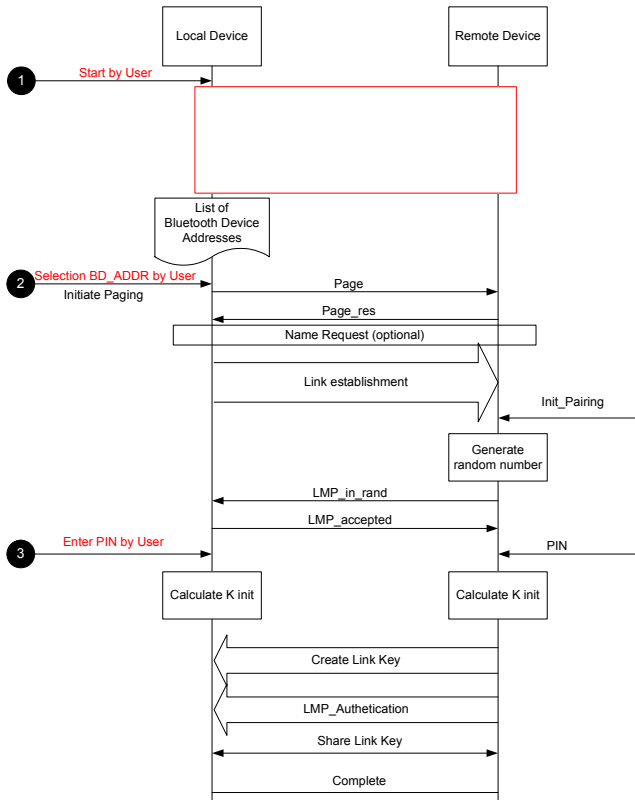 Local Device
Remote Device
1
Start by User
List of
Bluetooth Device
Addresses
2
Selection BD_ADDR by User
Initiate Paging
Page
Page_res
Name Request (optional)
Link establishment
Init_Pairing
Generate
random number
LMP_in_rand
LMP_accepted
3
Enter PIN by User
PIN
Calculate K init
Calculate K init
Create Link Key
LMP_Authetication
Share Link Key
Complete